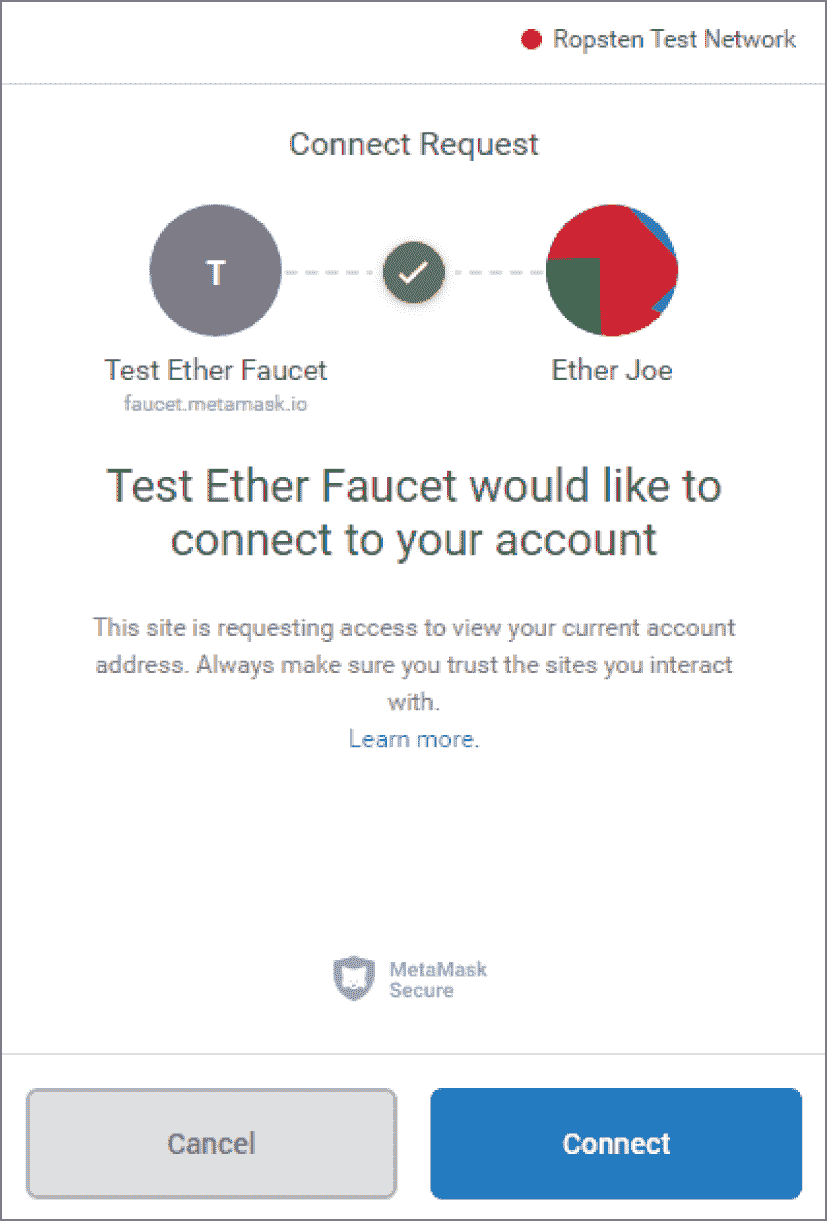 Ropsten Test Network
Connect Request
T
Test Ether Faucet
faucet.metamask.io
Ether Joe
Test Ether Faucet would like to
connect to your account
This site is requesting access to view your current account
address. Always make sure you trust the sites you interact
with.
Learn more.
MetaMask
Secure
Cancel
Connect